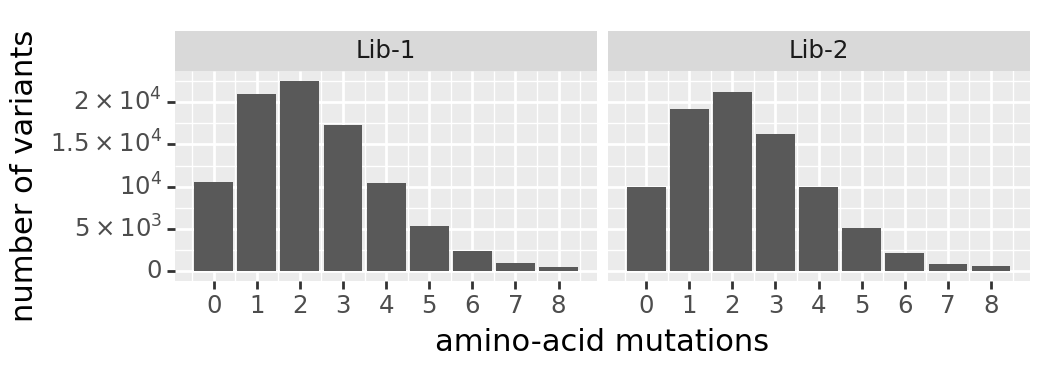 Lib-1 Lib-2
number of variants
2 × 10⁴
1.5 × 10⁴
10⁴
5 × 10³
0
0 1 2 3 4 5 6 7 8 0 1 2 3 4 5 6 7 8
amino-acid mutations